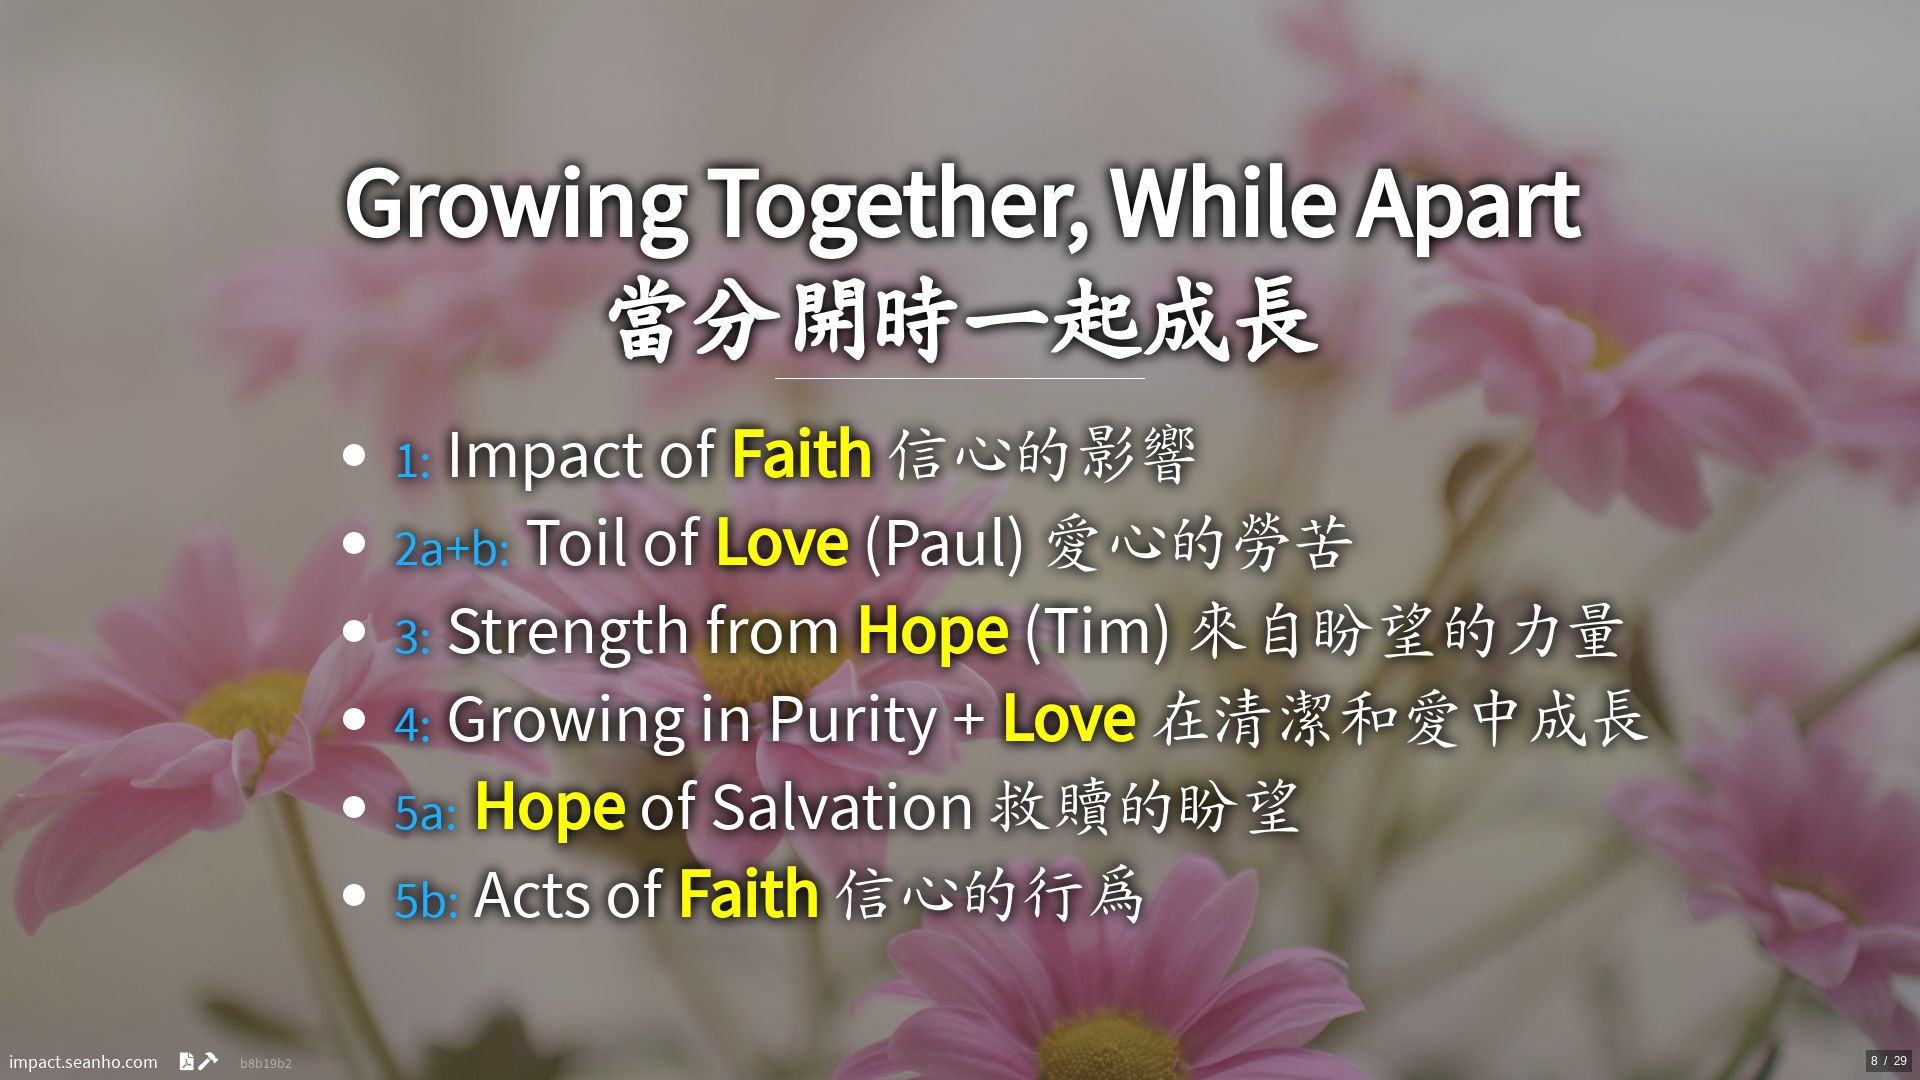 Growing Together, While Apart
當分開時一起成長
1: Impact of Faith 信心的影響
2a+b: Toil of Love (Paul) 愛心的勞苦
3: Strength from Hope (Tim) 來自盼望的力量
4: Growing in Purity + Love 在清潔和愛中成長
5a: Hope of Salvation 救贖的盼望
5b: Acts of Faith 信心的行爲
impact.seanho.com b8b19b2
8 / 29